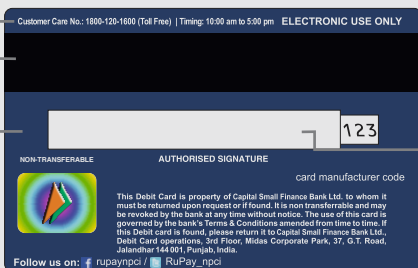 Customer Care No.: 1800-120-1600 (Toll Free) | Timing: 10:00 am to 5:00 pm ELECTRONIC USE ONLY
123
NON-TRANSFERABLE AUTHORISED SIGNATURE
card manufacturer code
This Debit Card is property of Capital Small Finance Bank Ltd. to whom it
must be returned upon request or if found. It is non transferrable and may
be revoked by the bank at any time without notice. The use of this card is
governed by the bank's Terms & Conditions amended from time to time. If
this Debit Card is found, please return it to Capital Small Finance Bank Ltd.,
Debit Card operations, 3rd Floor, Midas Corporate Park, 37, G.T. Road,
Jalandhar 144 001, Punjab, India.
Follow us on: f rupaynpci / RuPay_npci